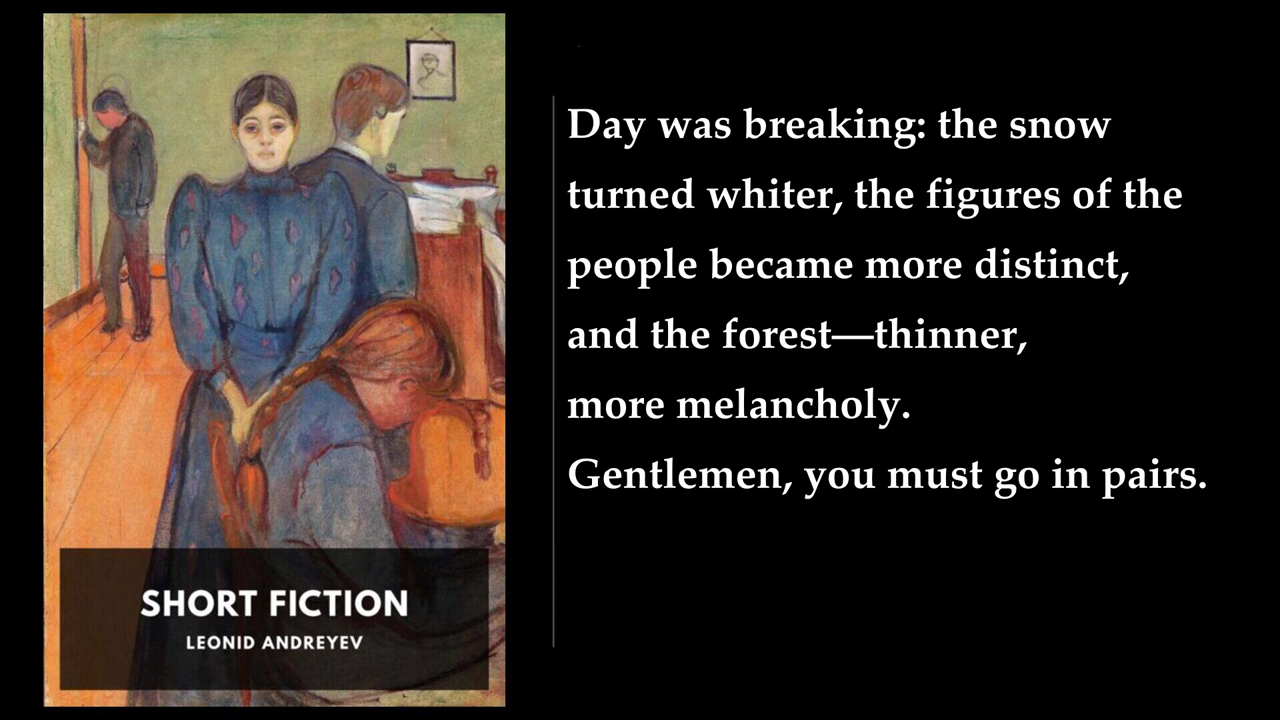 Day was breaking: the snow
turned whiter, the figures of the
people became more distinct,
and the forest—thinner,
more melancholy.
Gentlemen, you must go in pairs.
SHORT FICTION
LEONID ANDREYEV